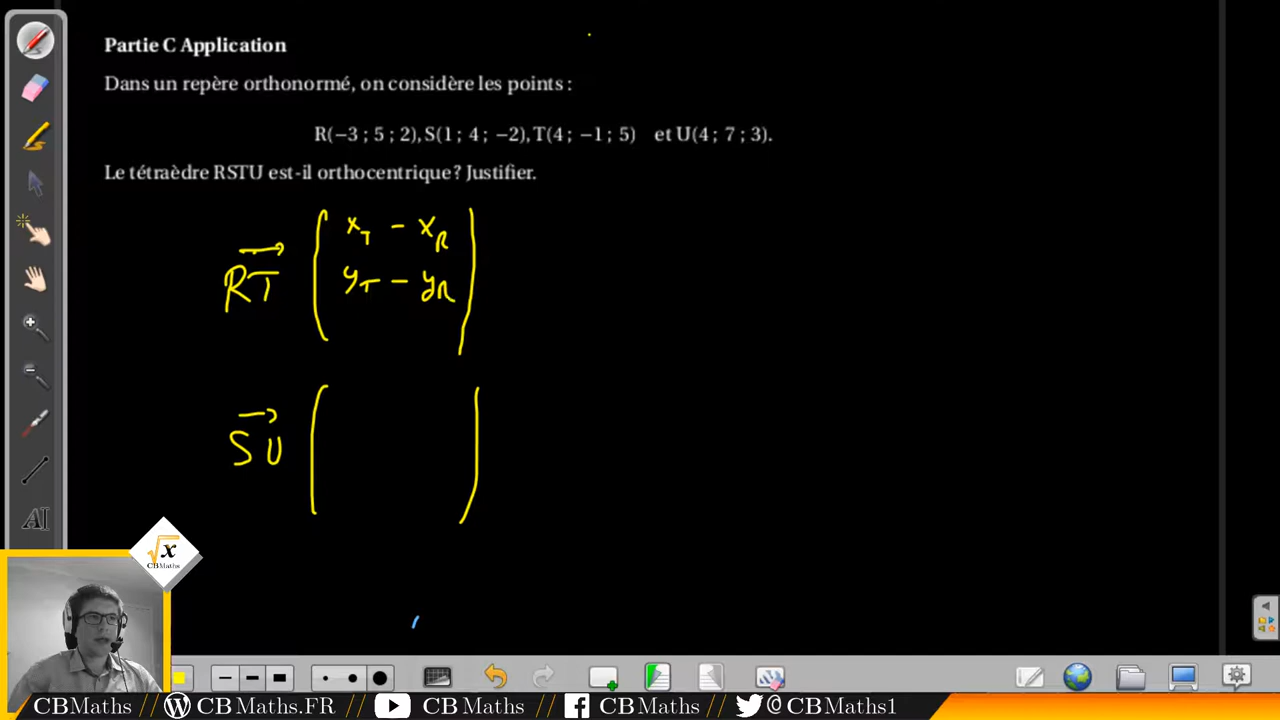 Partie C Application
Dans un repère orthonormé, on considère les points :
R(−3 ; 5 ; 2), S(1 ; 4 ; −2), T(4 ; −1 ; 5) et U(4 ; 7 ; 3).
Le tétraèdre RSTU est-il orthocentrique? Justifier.
x_T − x_R
RT
y_T − y_R
SU
AI
√x
CBMaths
CBMaths // CBMaths.FR // CBMaths // CBMaths // @CBMaths1